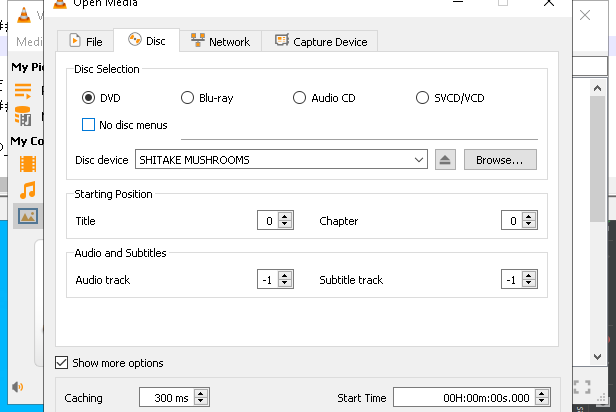 Open Media
Medi
File Disc Network Capture Device
My Pi
Disc Selection
DVD Blu-ray Audio CD SVCD/VCD
No disc menus
My Co
Disc device SHITAKE MUSHROOMS Browse...
Starting Position
Title 0 Chapter 0
Audio and Subtitles
Audio track -1 Subtitle track -1
Show more options
Caching 300 ms Start Time 00H:00m:00s.000